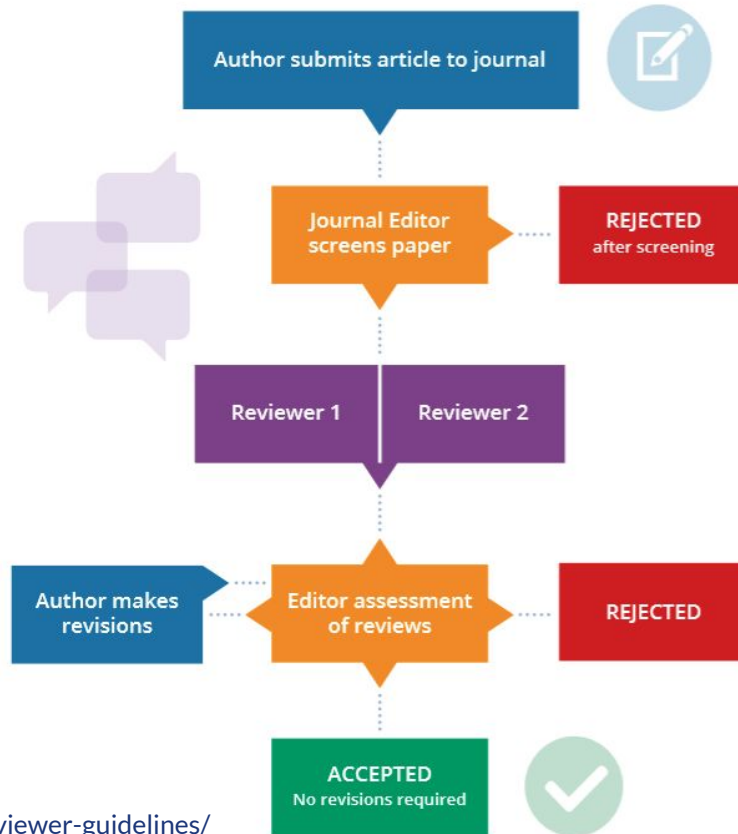 Author submits article to journal
Journal Editor
screens paper
REJECTED
after screening
Reviewer 1
Reviewer 2
Author makes
revisions
Editor assessment
of reviews
REJECTED
ACCEPTED
No revisions required
viewer-guidelines/